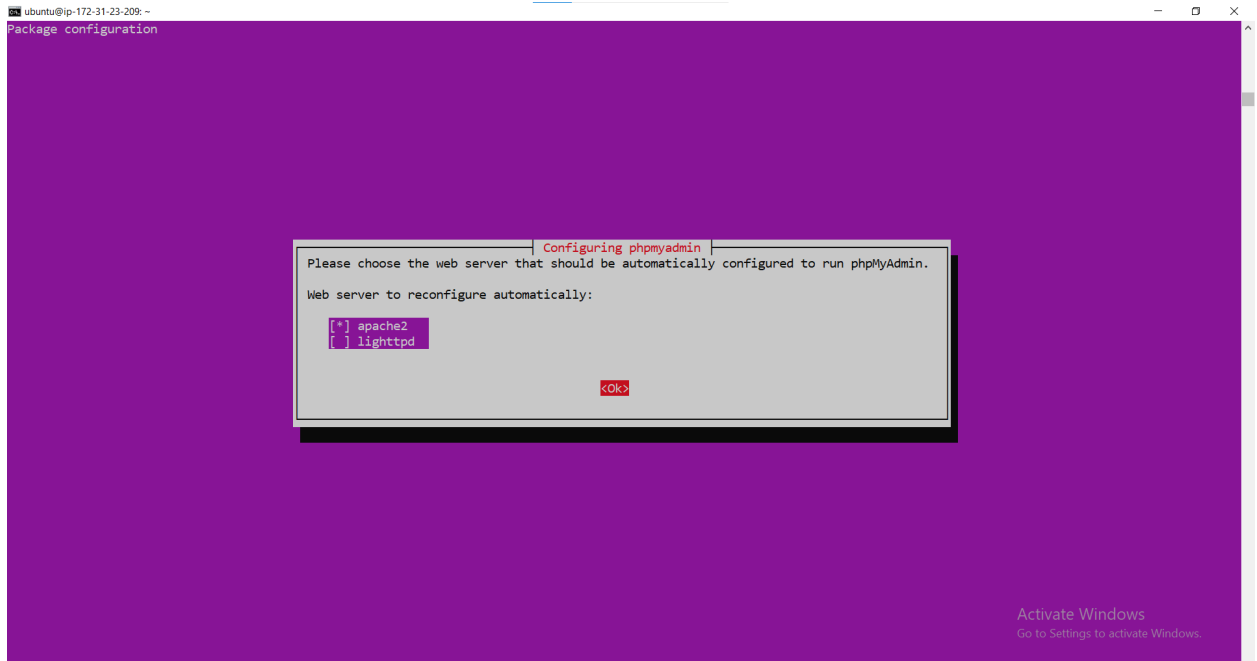 ubuntu@ip-172-31-23-209: ~
Package configuration
Configuring phpmyadmin
Please choose the web server that should be automatically configured to run phpMyAdmin.
Web server to reconfigure automatically:
[*] apache2
[ ] lighttpd
<Ok>
Activate Windows
Go to Settings to activate Windows.